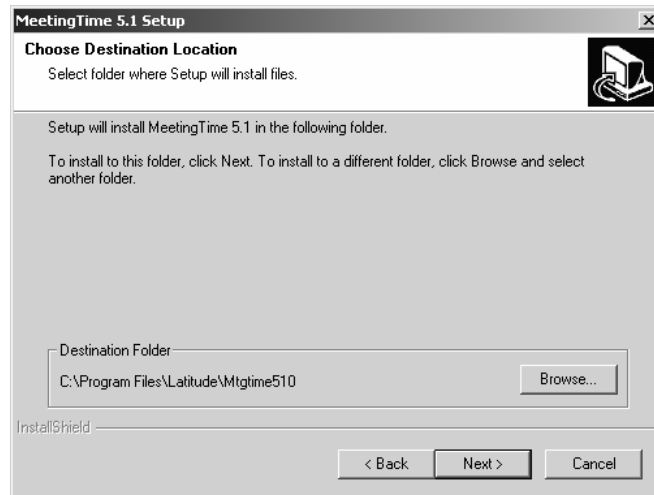 MeetingTime 5.1 Setup
Choose Destination Location
Select folder where Setup will install files.
Setup will install MeetingTime 5.1 in the following folder.
To install to this folder, click Next. To install to a different folder, click Browse and select
another folder.
Destination Folder
C:\Program Files\Latitude\Mtgtime510
Browse...
InstallShield
< Back
Next >
Cancel